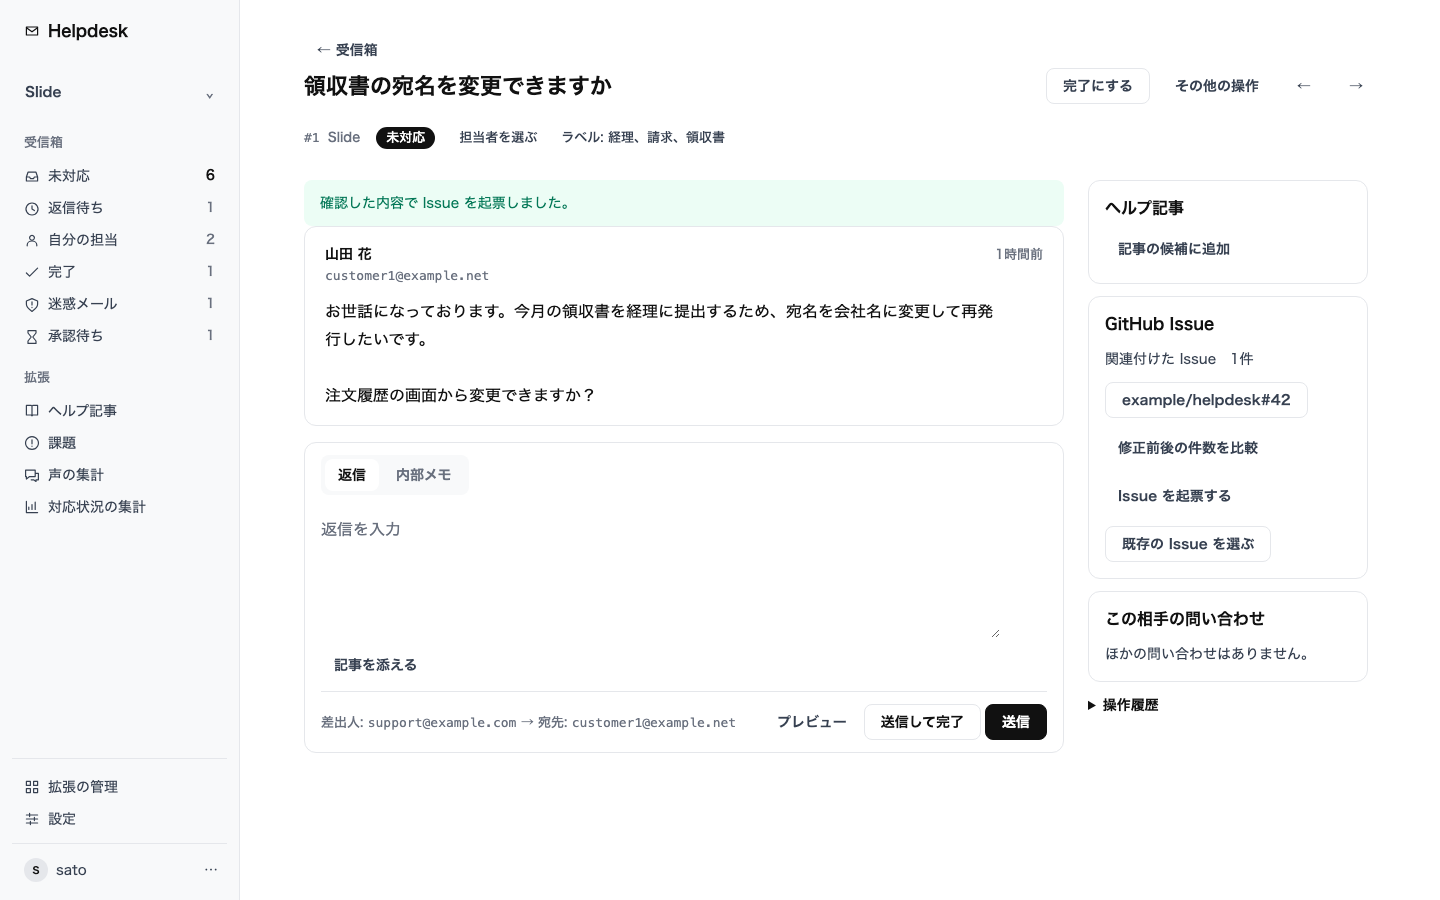 Helpdesk
Slide
受信箱
未対応 6
返信待ち 1
自分の担当 2
完了 1
迷惑メール 1
承認待ち 1
拡張
ヘルプ記事
課題
声の集計
対応状況の集計
拡張の管理
設定
S sato ···
← 受信箱
領収書の宛名を変更できますか
完了にする その他の操作 ← →
#1 Slide 未対応 担当者を選ぶ ラベル: 経理、請求、領収書
確認した内容で Issue を起票しました。
山田 花 1時間前
customer1@example.net
お世話になっております。今月の領収書を経理に提出するため、宛名を会社名に変更して再発
行したいです。
注文履歴の画面から変更できますか？
返信 内部メモ
返信を入力
記事を添える
差出人: support@example.com → 宛先: customer1@example.net プレビュー 送信して完了 送信
ヘルプ記事
記事の候補に追加
GitHub Issue
関連付けた Issue 1件
example/helpdesk#42
修正前後の件数を比較
Issue を起票する
既存の Issue を選ぶ
この相手の問い合わせ
ほかの問い合わせはありません。
▶ 操作履歴